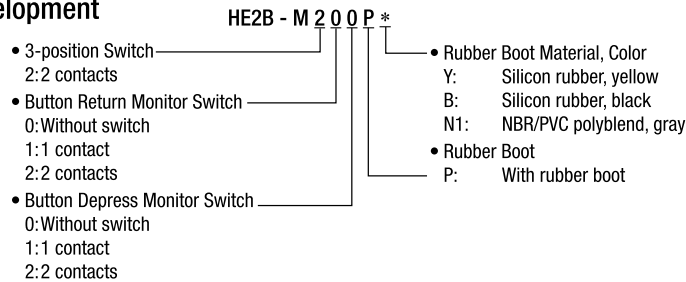 elopment
HE2B - M 2 0 0 P *
• 3-position Switch
2:2 contacts
• Button Return Monitor Switch
0:Without switch
1:1 contact
2:2 contacts
• Button Depress Monitor Switch
0:Without switch
1:1 contact
2:2 contacts
• Rubber Boot Material, Color
Y: Silicon rubber, yellow
B: Silicon rubber, black
N1: NBR/PVC polyblend, gray
• Rubber Boot
P: With rubber boot